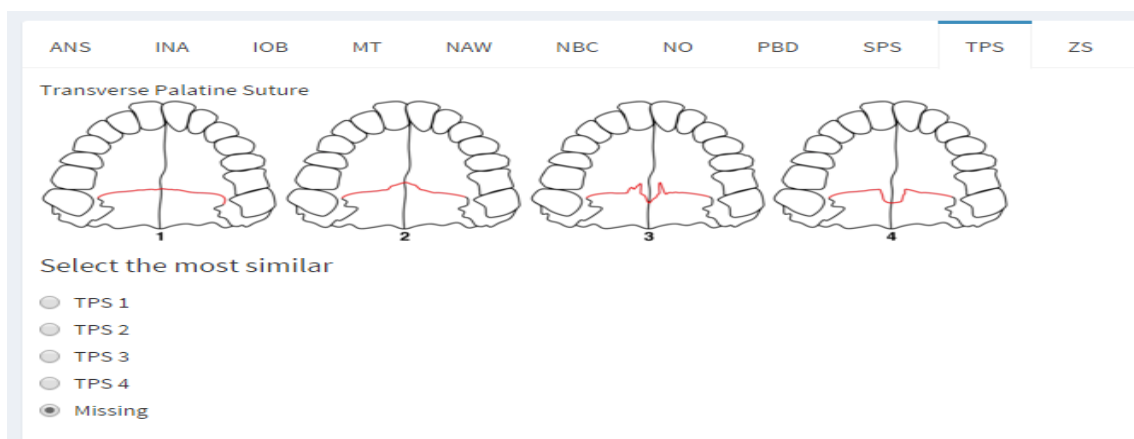 ANS INA IOB MT NAW NBC NO PBD SPS TPS ZS
Transverse Palatine Suture
1 2 3 4
Select the most similar
TPS 1
TPS 2
TPS 3
TPS 4
Missing